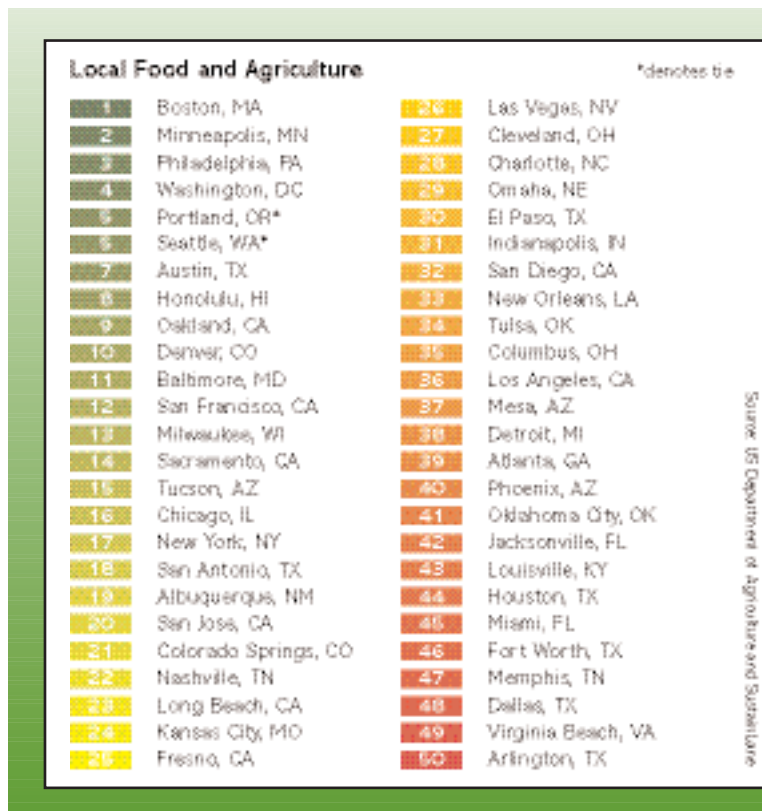 Local Food and Agriculture
*denotes tie
1 Boston, MA
2 Minneapolis, MN
3 Philadelphia, PA
4 Washington, DC
5 Portland, OR*
6 Seattle, WA*
7 Austin, TX
8 Honolulu, HI
9 Oakland, CA
10 Denver, CO
11 Baltimore, MD
12 San Francisco, CA
13 Milwaukee, WI
14 Sacramento, CA
15 Tucson, AZ
16 Chicago, IL
17 New York, NY
18 San Antonio, TX
19 Albuquerque, NM
20 San Jose, CA
21 Colorado Springs, CO
22 Nashville, TN
23 Long Beach, CA
24 Kansas City, MO
25 Fresno, CA
26 Las Vegas, NV
27 Cleveland, OH
28 Charlotte, NC
29 Omaha, NE
30 El Paso, TX
31 Indianapolis, IN
32 San Diego, CA
33 New Orleans, LA
34 Tulsa, OK
35 Columbus, OH
36 Los Angeles, CA
37 Mesa, AZ
38 Detroit, MI
39 Atlanta, GA
40 Phoenix, AZ
41 Oklahoma City, OK
42 Jacksonville, FL
43 Louisville, KY
44 Houston, TX
45 Miami, FL
46 Fort Worth, TX
47 Memphis, TN
48 Dallas, TX
49 Virginia Beach, VA
50 Arlington, TX
Source: US Department of Agriculture and SustainLane